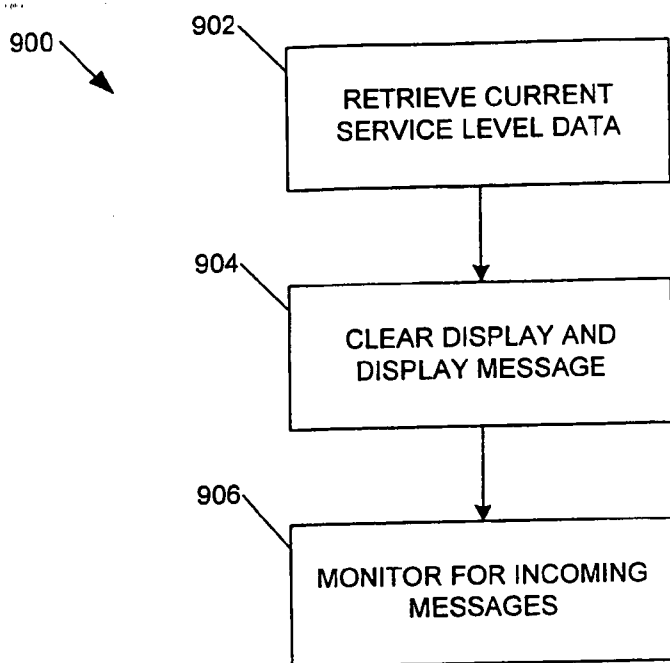 900
902
RETRIEVE CURRENT
SERVICE LEVEL DATA
904
CLEAR DISPLAY AND
DISPLAY MESSAGE
906
MONITOR FOR INCOMING
MESSAGES